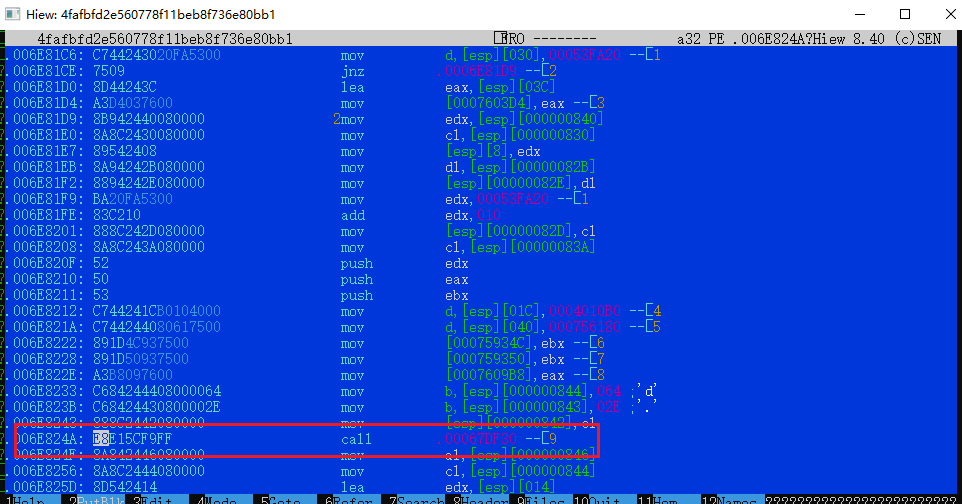 Hiew: 4fafbfd2e560778f11beb8f736e80bb1
4fafbfd2e560778f11beb8f736e80bb1 FRO -------- a32 PE .006E824A?Hiew 8.40 (c)SEN
?.006E81C6: C744243020FA5300 mov d,[esp][030],00053FA20 --[1
?.006E81CE: 7509 jnz .0006E81D9 --[2
?.006E81D0: 8D44243C lea eax,[esp][03C]
?.006E81D4: A3D4037600 mov [0007603D4],eax --[3
?.006E81D9: 8B942440080000 2mov edx,[esp][000000840]
?.006E81E0: 8A8C2430080000 mov cl,[esp][000000830]
?.006E81E7: 89542408 mov [esp][8],edx
?.006E81EB: 8A94242B080000 mov dl,[esp][00000082B]
?.006E81F2: 8894242E080000 mov [esp][00000082E],dl
?.006E81F9: BA20FA5300 mov edx,00053FA20 --[1
?.006E81FE: 83C210 add edx,010
?.006E8201: 888C242D080000 mov [esp][00000082D],cl
?.006E8208: 8A8C243A080000 mov cl,[esp][00000083A]
?.006E820F: 52 push edx
?.006E8210: 50 push eax
?.006E8211: 53 push ebx
?.006E8212: C744241CB0104000 mov d,[esp][01C],0004010B0 --[4
?.006E821A: C744244080617500 mov d,[esp][040],000756180 --[5
?.006E8222: 891D4C937500 mov [00075934C],ebx --[6
?.006E8228: 891D50937500 mov [000759350],ebx --[7
?.006E822E: A3B8097600 mov [0007609B8],eax --[8
?.006E8233: C684244408000064 mov b,[esp][000000844],064 ;'d'
?.006E823B: C68424430800002E mov b,[esp][000000843],02E ;'.'
?.006E8243: 888C2442080000 mov [esp][000000842],cl
?.006E824A: E8E15CF9FF call .00067DF30 --[9
?.006E824F: 8A842446080000 mov al,[esp][000000846]
?.006E8256: 8A8C2444080000 mov cl,[esp][000000844]
?.006E825D: 8D542414 lea edx,[esp][014]
1Help 2PutBlk 3Edit 4Mode 5Goto 6Refer 7Search 8Header 9Files 10Quit 11Hem 12Names